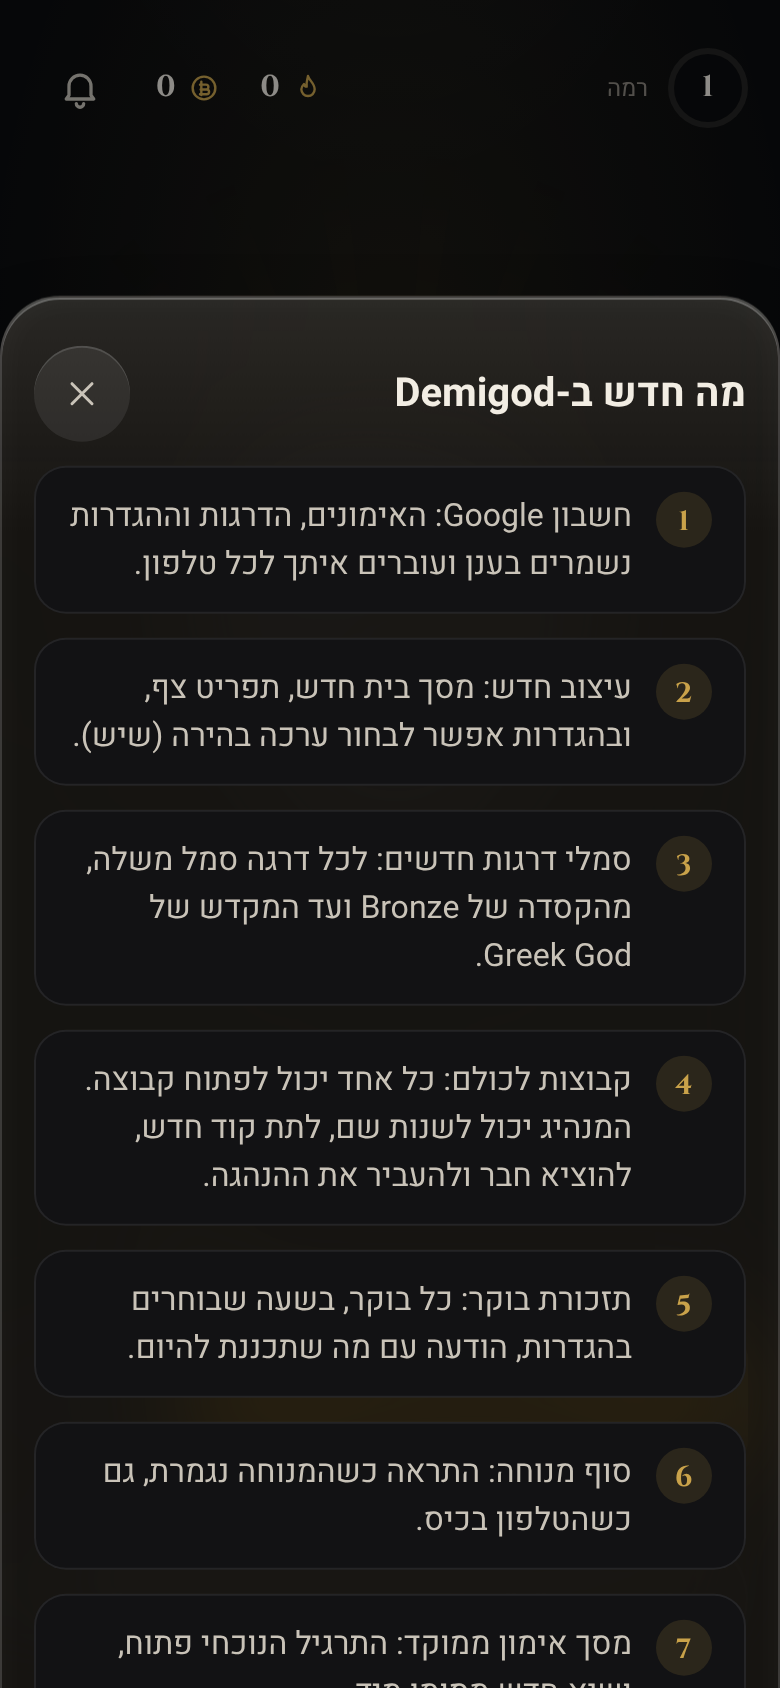 1 רמה 0 0
מה חדש ב-Demigod
1
חשבון Google: האימונים, הדרגות וההגדרות
נשמרים בענן ועוברים איתך לכל טלפון.
2
עיצוב חדש: מסך בית חדש, תפריט צף,
ובהגדרות אפשר לבחור ערכה בהירה (שיש).
3
סמלי דרגות חדשים: לכל דרגה סמל משלה,
מהקסדה של Bronze ועד המקדש של
Greek God.
4
קבוצות לכולם: כל אחד יכול לפתוח קבוצה.
המנהיג יכול לשנות שם, לתת קוד חדש,
להוציא חבר ולהעביר את ההנהגה.
5
תזכורת בוקר: כל בוקר, בשעה שבוחרים
בהגדרות, הודעה עם מה שתכננת להיום.
6
סוף מנוחה: התראה כשהמנוחה נגמרת, גם
כשהטלפון בכיס.
7
מסך אימון ממוקד: התרגיל הנוכחי פתוח,